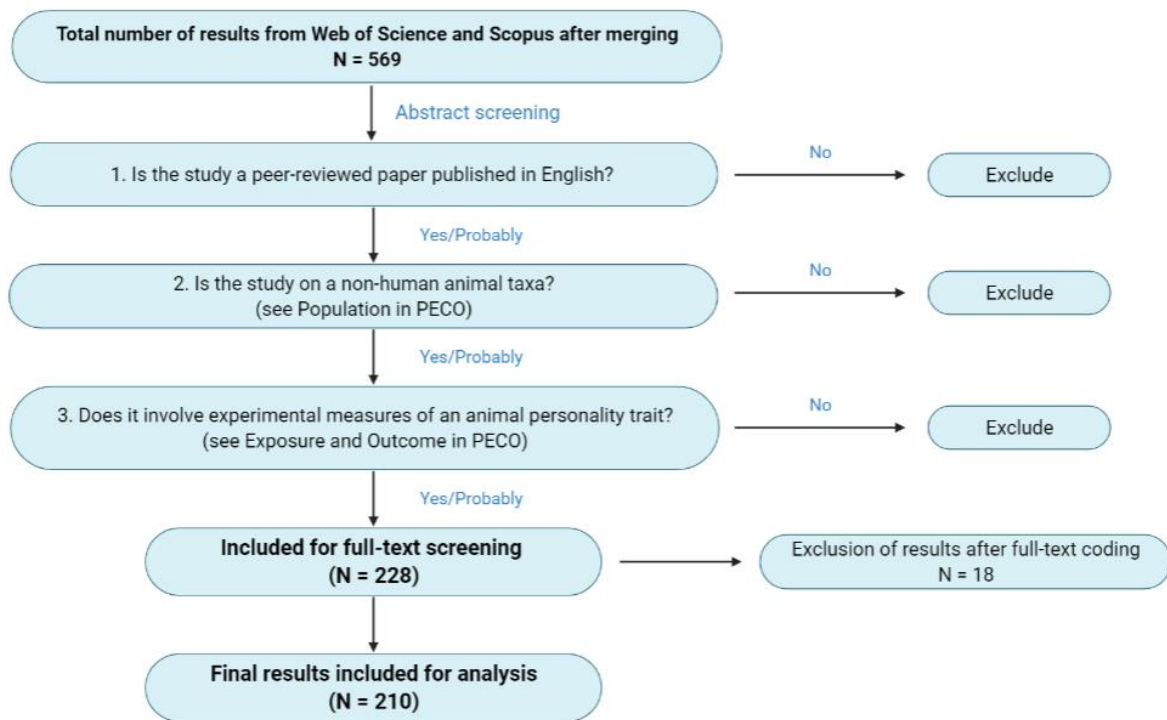 Total number of results from Web of Science and Scopus after merging
N = 569
Abstract screening
1. Is the study a peer-reviewed paper published in English?
No
Exclude
Yes/Probably
2. Is the study on a non-human animal taxa?
(see Population in PECO)
No
Exclude
Yes/Probably
3. Does it involve experimental measures of an animal personality trait?
(see Exposure and Outcome in PECO)
No
Exclude
Yes/Probably
Included for full-text screening
(N = 228)
Exclusion of results after full-text coding
N = 18
Final results included for analysis
(N = 210)